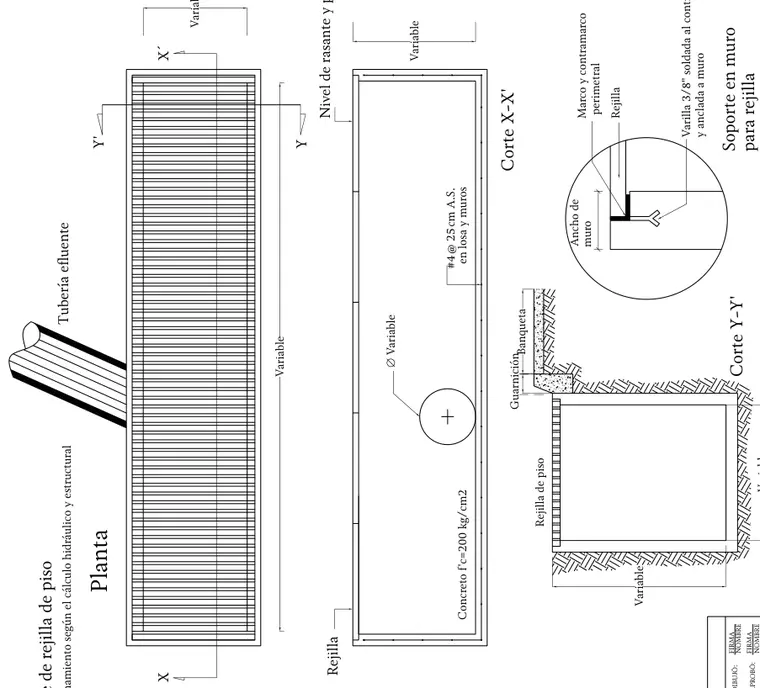 e de rejilla de piso
namiento según el cálculo hidráulico y estructural
Planta
Tubería efluente
Variable
X
X´
Y'
Y
Variable
Rejilla
Nivel de rasante y p
Variable
Concreto f'c=200 kg/cm2
∅ Variable
#4 @ 25 cm A.S.
en losa y muros
Corte X-X'
Rejilla de piso
Guarnición
Banqueta
Variable
Corte Y-Y'
Ancho de
muro
Marco y contramarco
perimetral
Rejilla
Varilla 3/8" soldada al cont
y anclada a muro
Soporte en muro
para rejilla
DIBUJÓ:
FIRMA
NOMBRE
PROBÓ:
FIRMA
NOMBRE